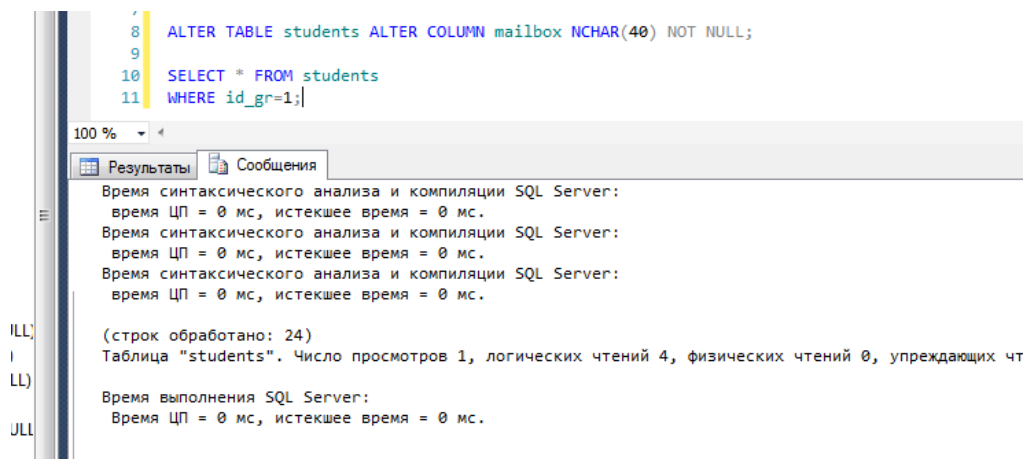 8 ALTER TABLE students ALTER COLUMN mailbox NCHAR(40) NOT NULL;
9
10 SELECT * FROM students
11 WHERE id_gr=1;
100 %
Результаты Сообщения
Время синтаксического анализа и компиляции SQL Server:
время ЦП = 0 мс, истекшее время = 0 мс.
Время синтаксического анализа и компиляции SQL Server:
время ЦП = 0 мс, истекшее время = 0 мс.
Время синтаксического анализа и компиляции SQL Server:
время ЦП = 0 мс, истекшее время = 0 мс.
(строк обработано: 24)
Таблица "students". Число просмотров 1, логических чтений 4, физических чтений 0, упреждающих чт
Время выполнения SQL Server:
Время ЦП = 0 мс, истекшее время = 0 мс.